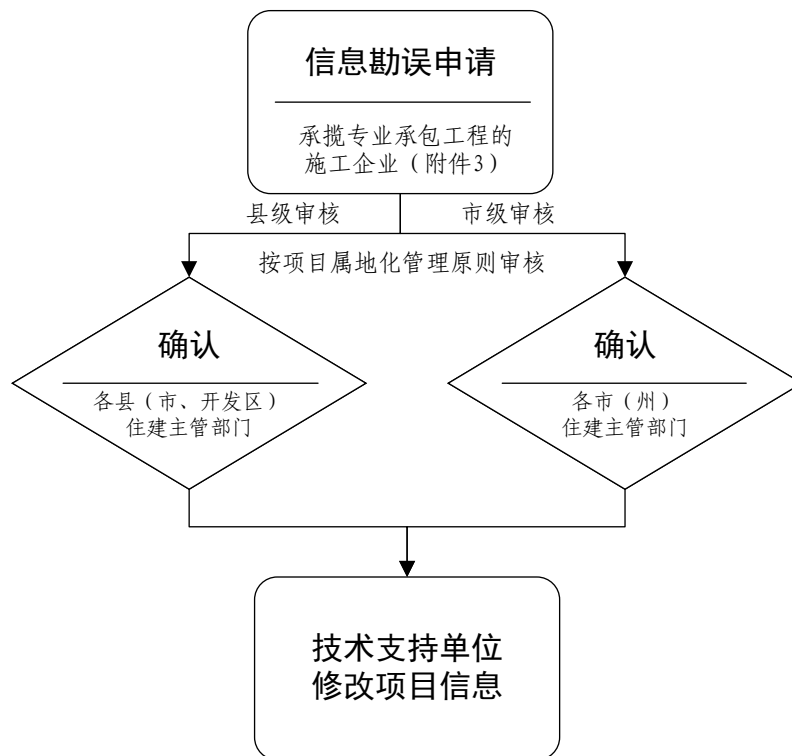 信息勘误申请
承揽专业承包工程的
施工企业（附件3）
县级审核
市级审核
按项目属地化管理原则审核
确认
各县（市、开发区）
住建主管部门
确认
各市（州）
住建主管部门
技术支持单位
修改项目信息